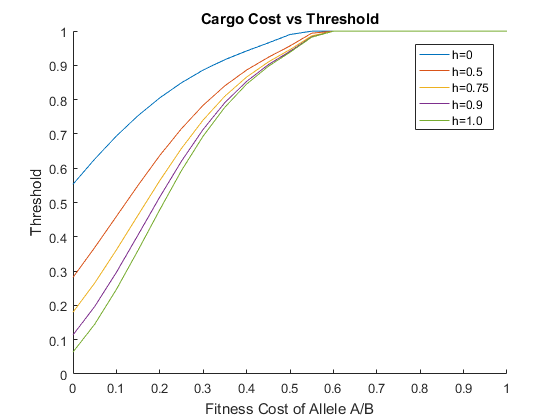 Cargo Cost vs Threshold
1
0.9
0.8
0.7
0.6
0.5
0.4
0.3
0.2
0.1
0
Threshold
h=0
h=0.5
h=0.75
h=0.9
h=1.0
0 0.1 0.2 0.3 0.4 0.5 0.6 0.7 0.8 0.9 1
Fitness Cost of Allele A/B